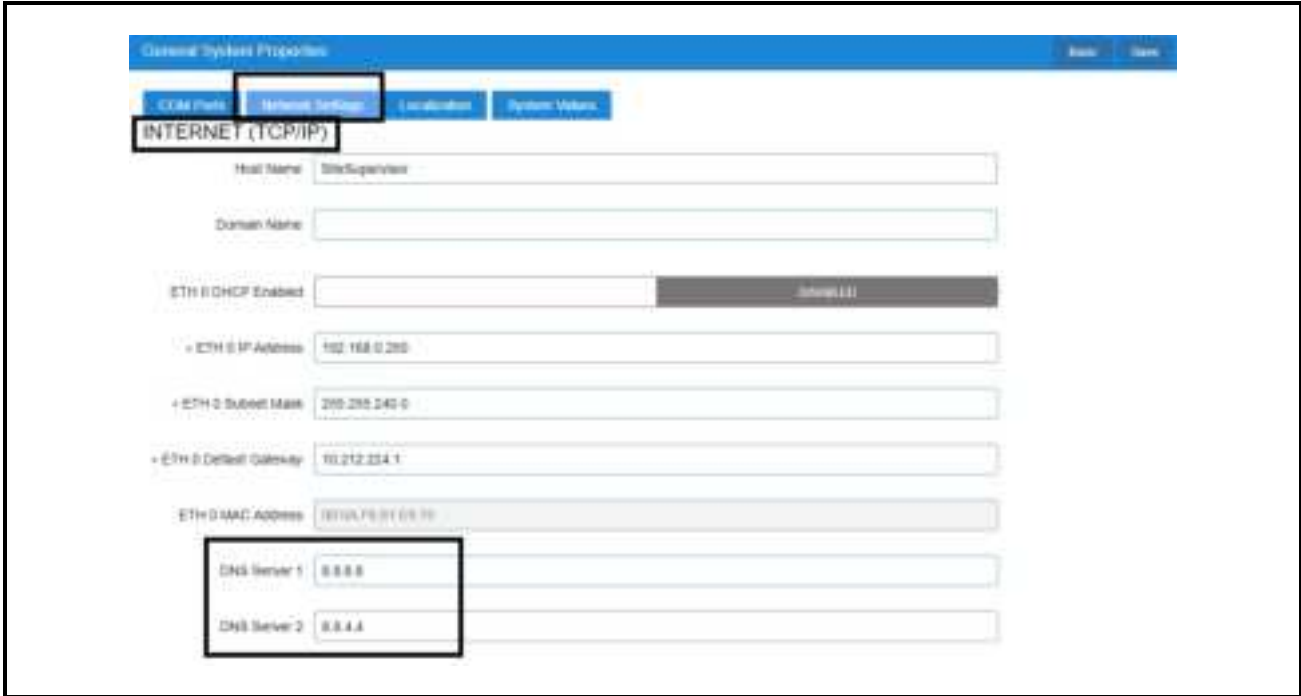 General System Properties
Save
COM Ports Network Settings Localization System Values
INTERNET (TCP/IP)
Host Name SiteSupervisor
Domain Name
ETH 0 DHCP Enabled DISABLED
ETH 0 IP Address 192.168.0.250
ETH 0 Subnet Mask 255.255.240.0
ETH 0 Default Gateway 10.212.224.1
ETH 0 MAC Address
DNS Server 1 8.8.8.8
DNS Server 2 8.8.4.4